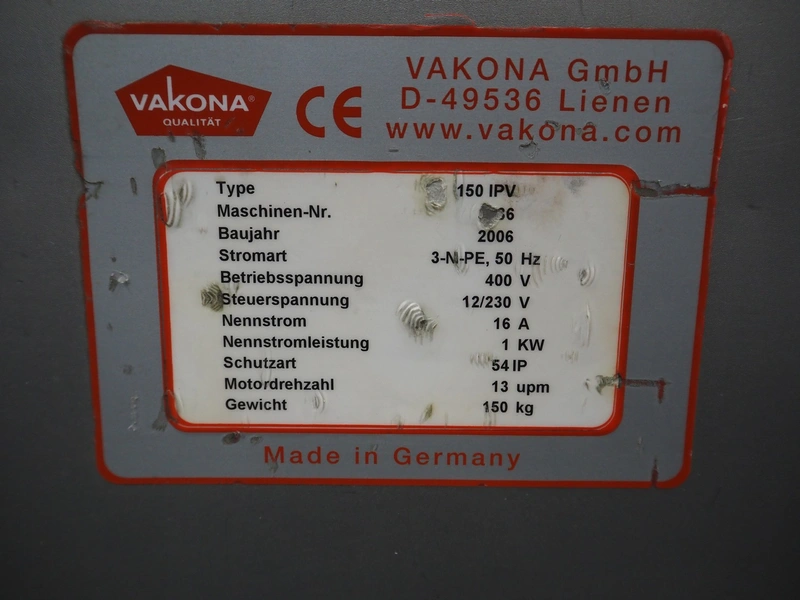 VAKONA®
QUALITÄT
CE
VAKONA GmbH
D-49536 Lienen
www.vakona.com
Type 150 IPV
Maschinen-Nr.
Baujahr 2006
Stromart 3-N-PE, 50 Hz
Betriebsspannung 400 V
Steuerspannung 12/230 V
Nennstrom 16 A
Nennstromleistung 1 KW
Schutzart 54 IP
Motordrehzahl 13 upm
Gewicht 150 kg
Made in Germany